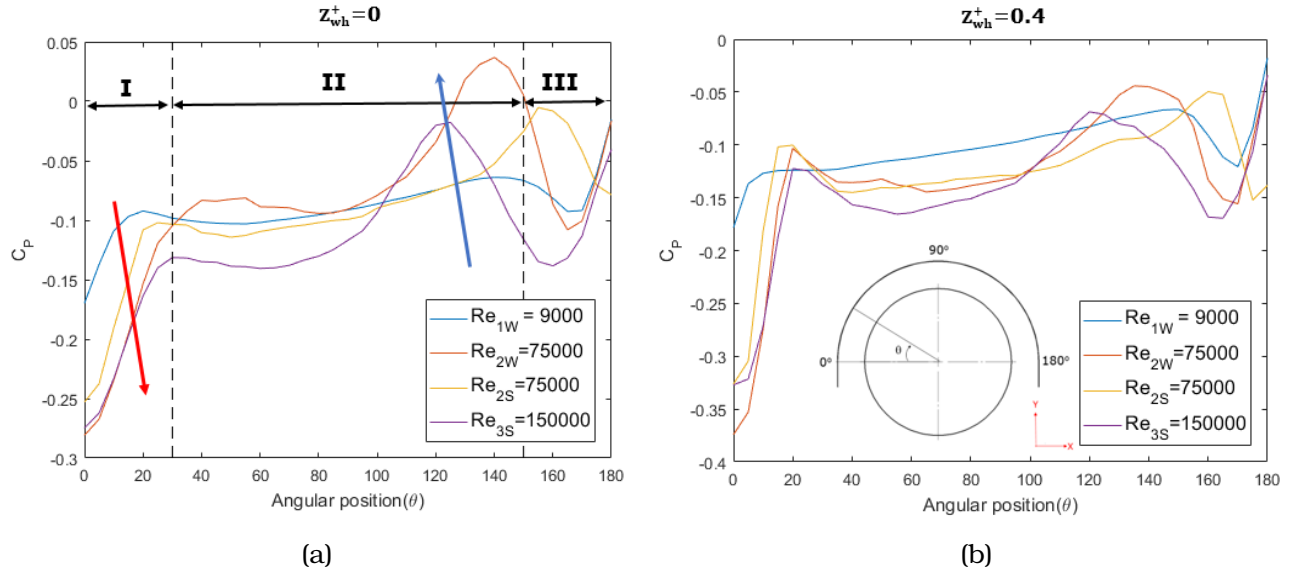 z⁺wh=0
0.05
0
-0.05
-0.1
-0.15
-0.2
-0.25
-0.3
CP
I
II
III
Re1W = 9000
Re2W=75000
Re2S=75000
Re3S=150000
0 20 40 60 80 100 120 140 160 180
Angular position(θ)
(a)
z⁺wh=0.4
0
-0.05
-0.1
-0.15
-0.2
-0.25
-0.3
-0.35
-0.4
CP
90°
θ
0°
180°
Y
X
Re1W = 9000
Re2W=75000
Re2S=75000
Re3S=150000
0 20 40 60 80 100 120 140 160 180
Angular position(θ)
(b)